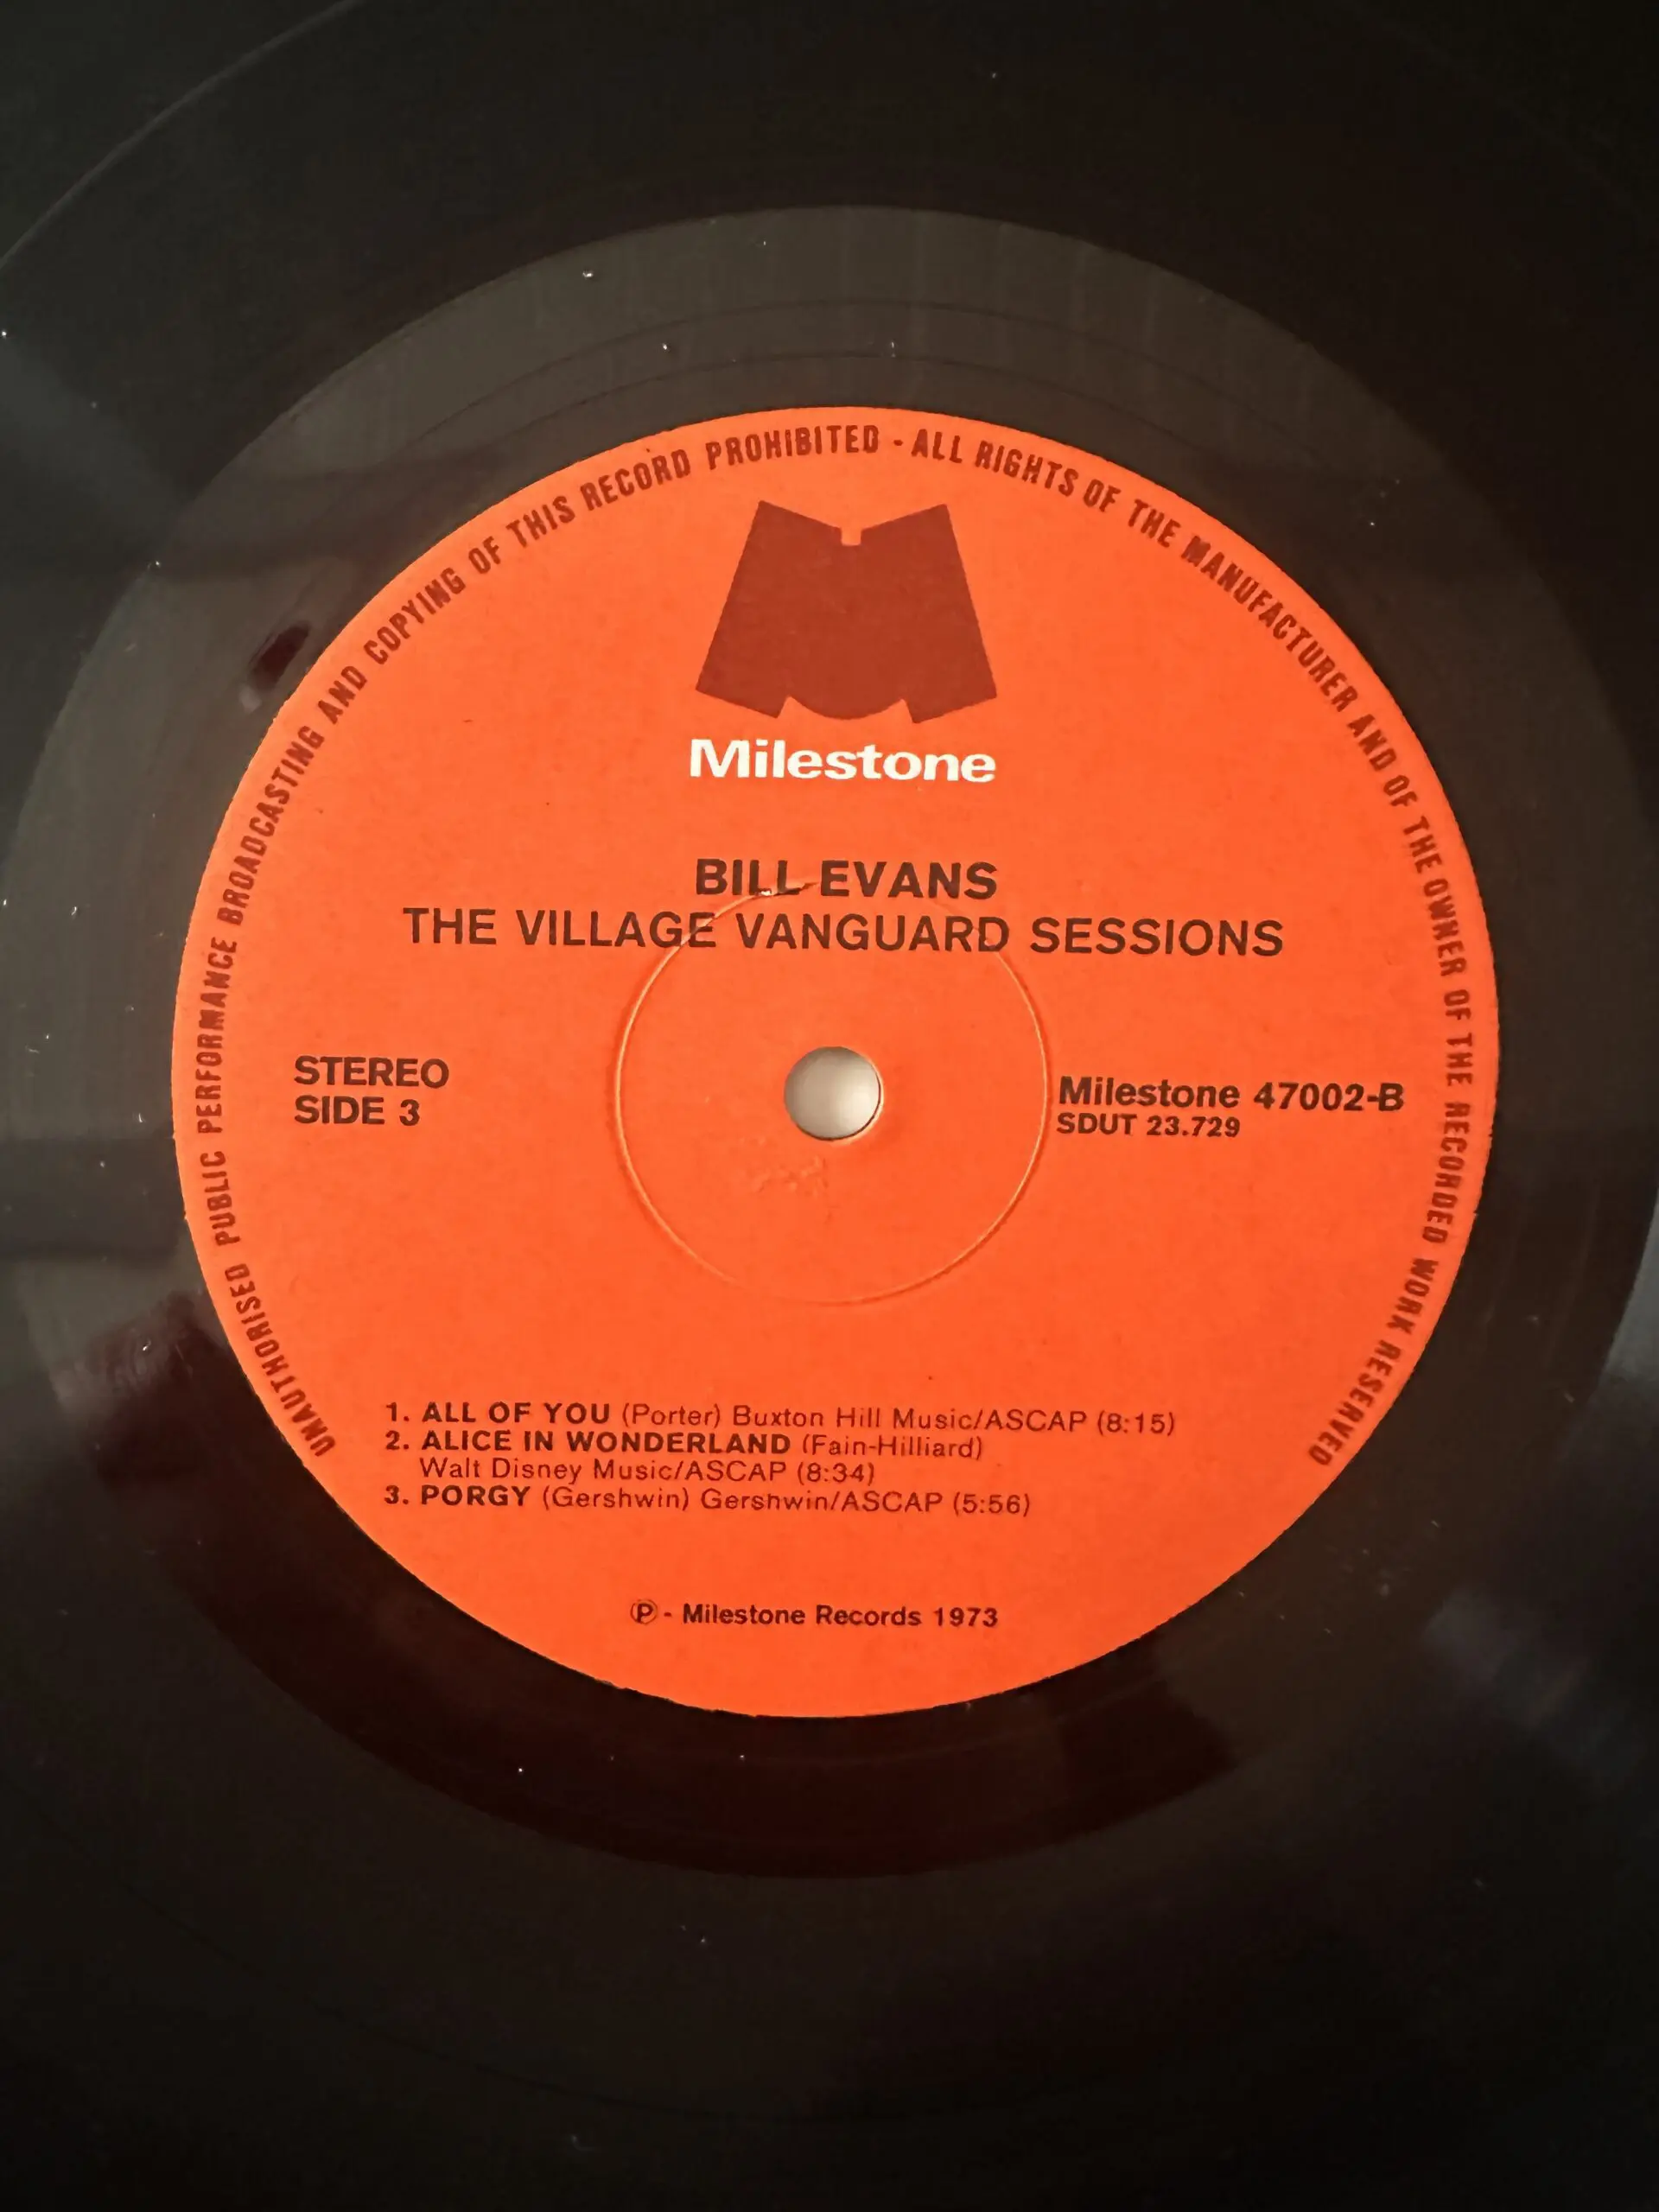 UNAUTHORISED PUBLIC PERFORMANCE BROADCASTING AND COPYING OF THIS RECORD PROHIBITED - ALL RIGHTS OF THE MANUFACTURER AND OF THE OWNER OF THE RECORDED WORK RESERVED
Milestone
BILL EVANS
THE VILLAGE VANGUARD SESSIONS
STEREO
SIDE 3
Milestone 47002-B
SDUT 23.729
1. ALL OF YOU (Porter) Buxton Hill Music/ASCAP (8:15)
2. ALICE IN WONDERLAND (Fain-Hilliard)
Walt Disney Music/ASCAP (8:34)
3. PORGY (Gershwin) Gershwin/ASCAP (5:56)
Ⓟ - Milestone Records 1973